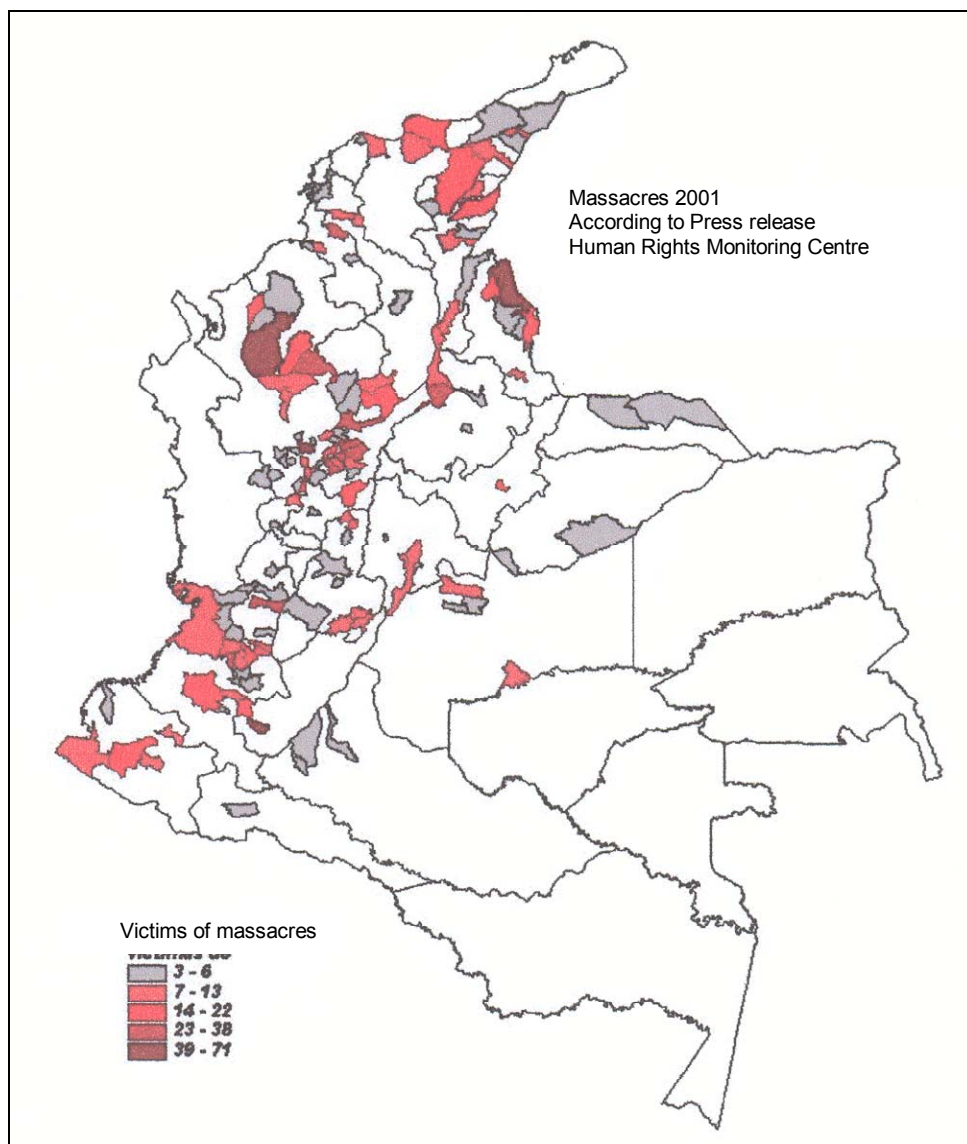 Massacres 2001
According to Press release
Human Rights Monitoring Centre
Victims of massacres
3 - 6
7 - 13
14 - 22
23 - 38
39 - 71